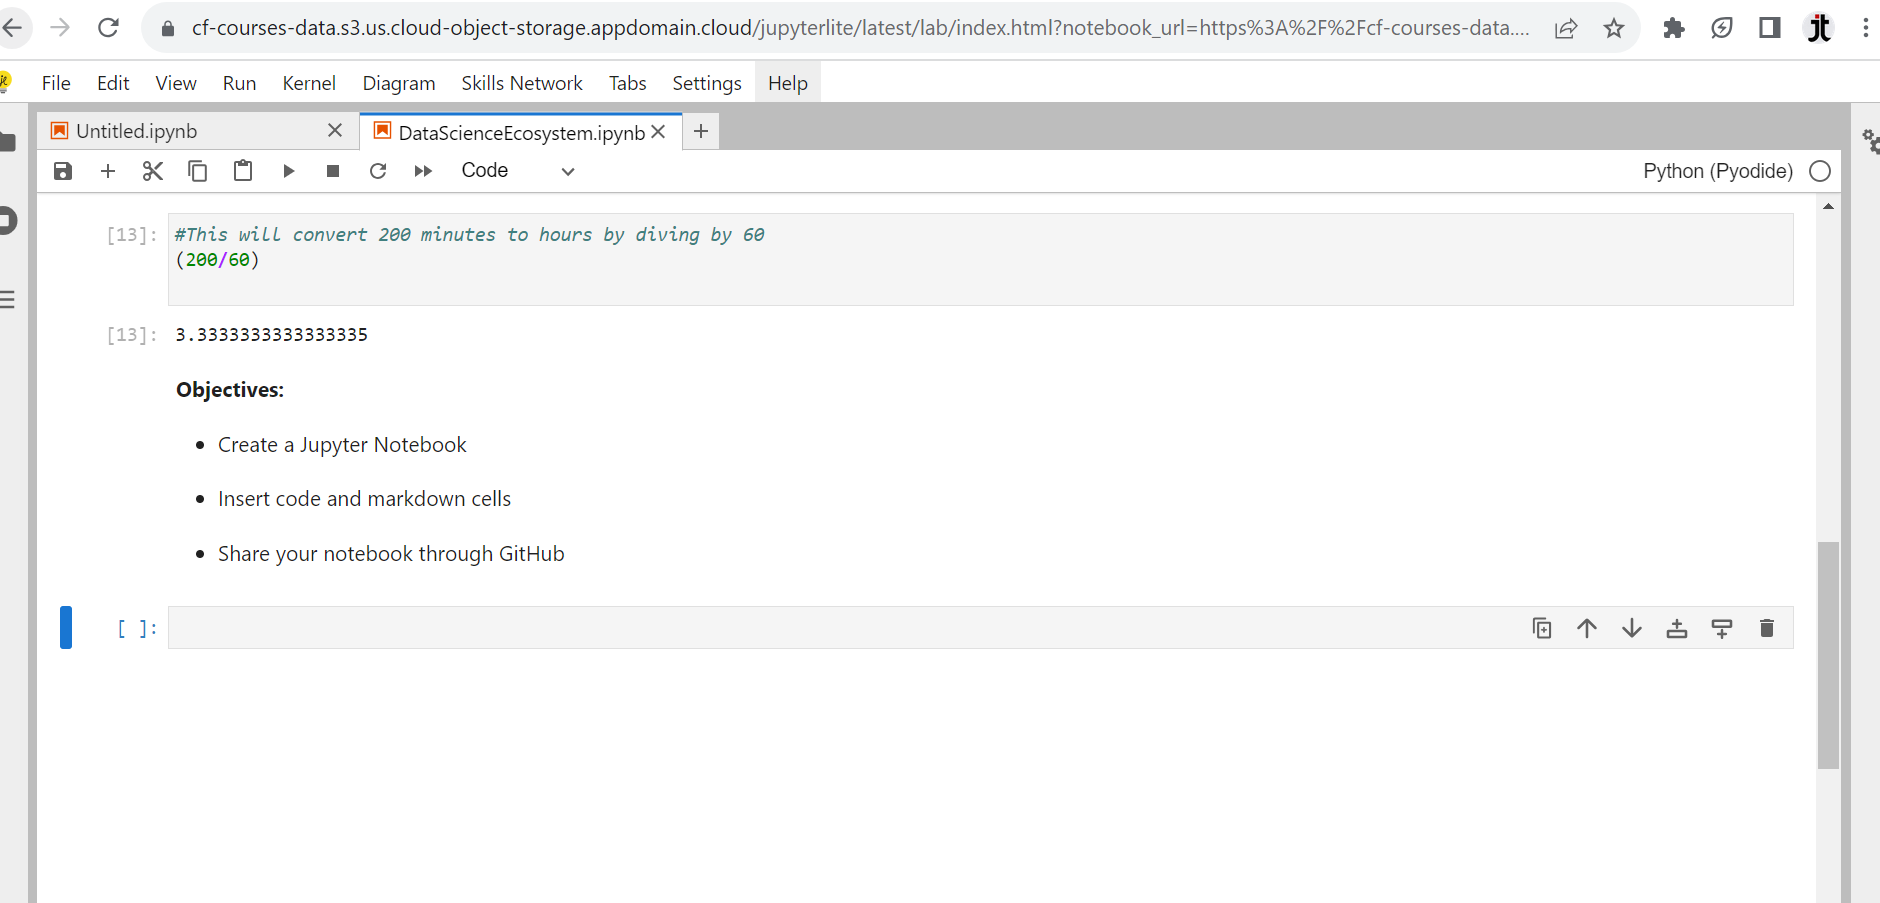 cf-courses-data.s3.us.cloud-object-storage.appdomain.cloud/jupyterlite/latest/lab/index.html?notebook_url=https%3A%2F%2Fcf-courses-data....
jt
File Edit View Run Kernel Diagram Skills Network Tabs Settings Help
Untitled.ipynb DataScienceEcosystem.ipynb
Code Python (Pyodide)
[13]: #This will convert 200 minutes to hours by diving by 60
(200/60)
[13]: 3.3333333333333335
Objectives:
• Create a Jupyter Notebook
• Insert code and markdown cells
• Share your notebook through GitHub
[ ]: